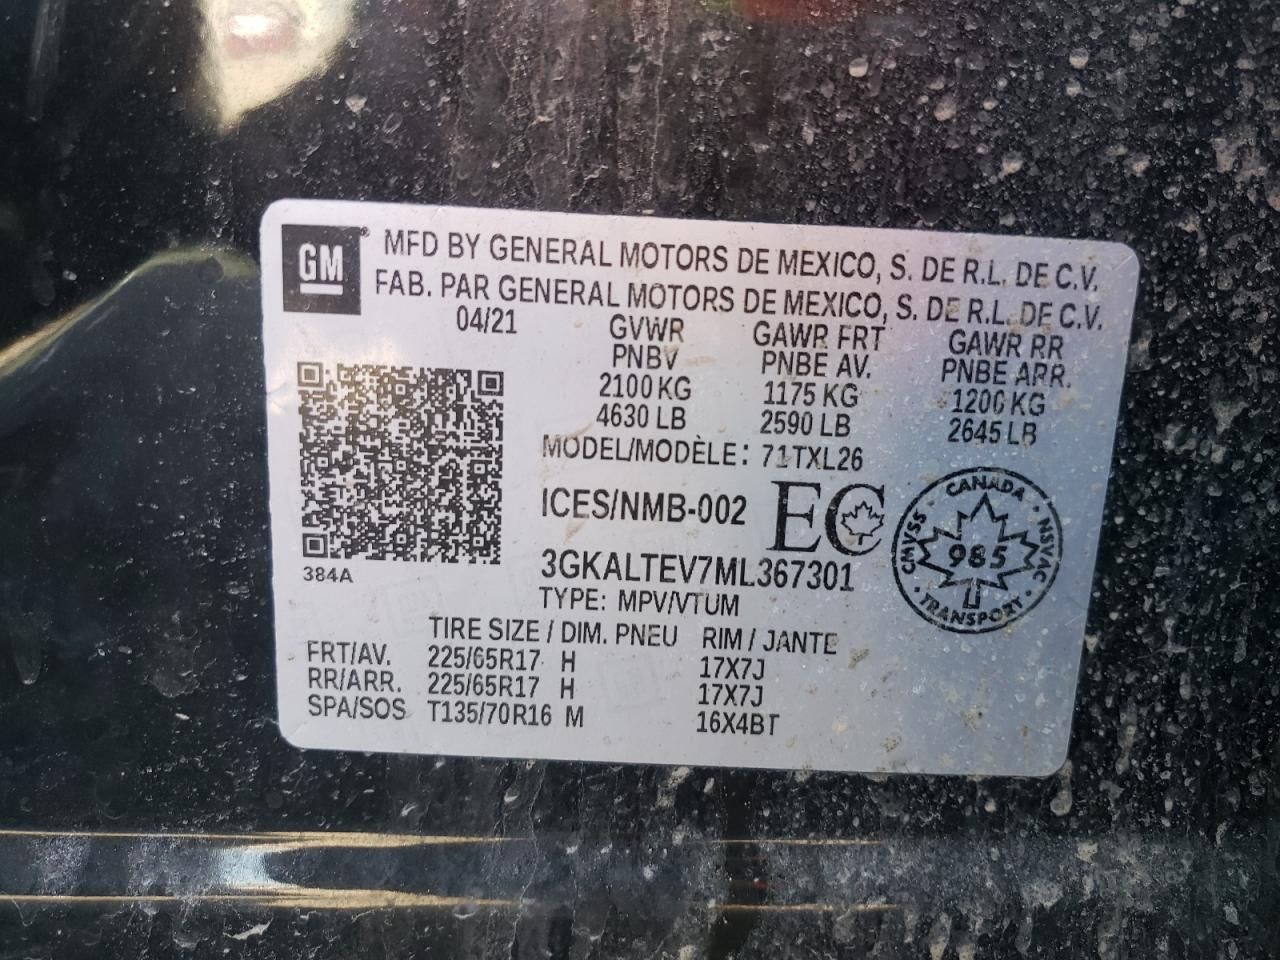 GM
MFD BY GENERAL MOTORS DE MEXICO, S. DE R.L. DE C.V.
FAB. PAR GENERAL MOTORS DE MEXICO, S. DE R.L. DE C.V.
04/21 GVWR GAWR FRT GAWR RR
PNBV PNBE AV. PNBE ARR.
2100 KG 1175 KG 1200 KG
4630 LB 2590 LB 2645 LB
MODEL/MODÈLE: 71TXL26
ICES/NMB-002 EC
CANADA
CMVSS 985 NSVAC
TRANSPORT
384A
3GKALTEV7ML367301
TYPE: MPV/VTUM
TIRE SIZE / DIM. PNEU RIM / JANTE
FRT/AV. 225/65R17 H 17X7J
RR/ARR. 225/65R17 H 17X7J
SPA/SOS T135/70R16 M 16X4BT